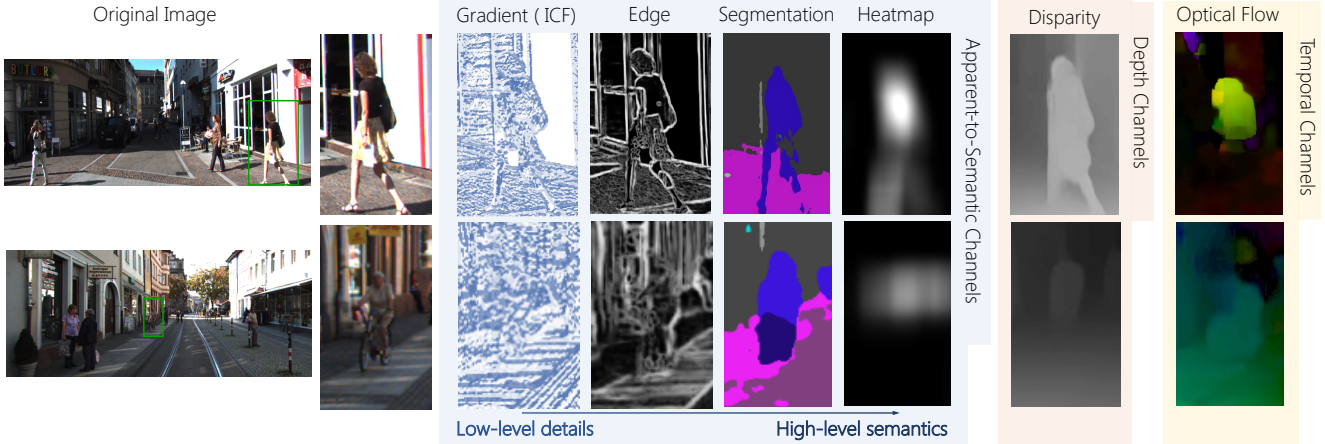 Original Image
Gradient ( ICF)
Edge
Segmentation
Heatmap
Disparity
Optical Flow
Apparent-to-Semantic Channels
Depth Channels
Temporal Channels
BUTLER
Low-level details
High-level semantics